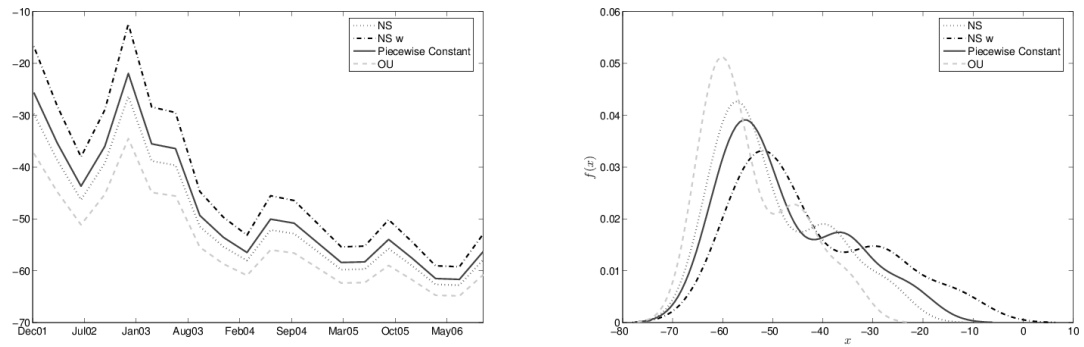 −10
−20
−30
−40
−50
−60
−70
Dec01 Jul02 Jan03 Aug03 Feb04 Sep04 Mar05 Oct05 May06
NS
NS w
Piecewise Constant
OU
0.06
0.05
0.04
0.03
0.02
0.01
0
f(x)
−80 −70 −60 −50 −40 −30 −20 −10 0 10
x
NS
NS w
Piecewise Constant
OU